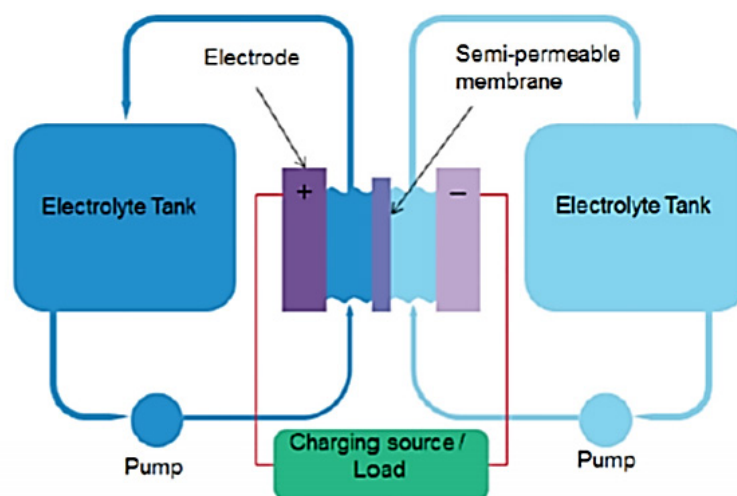 Electrode
Semi-permeable
membrane
+
−
Electrolyte Tank
Electrolyte Tank
Charging source /
Load
Pump
Pump